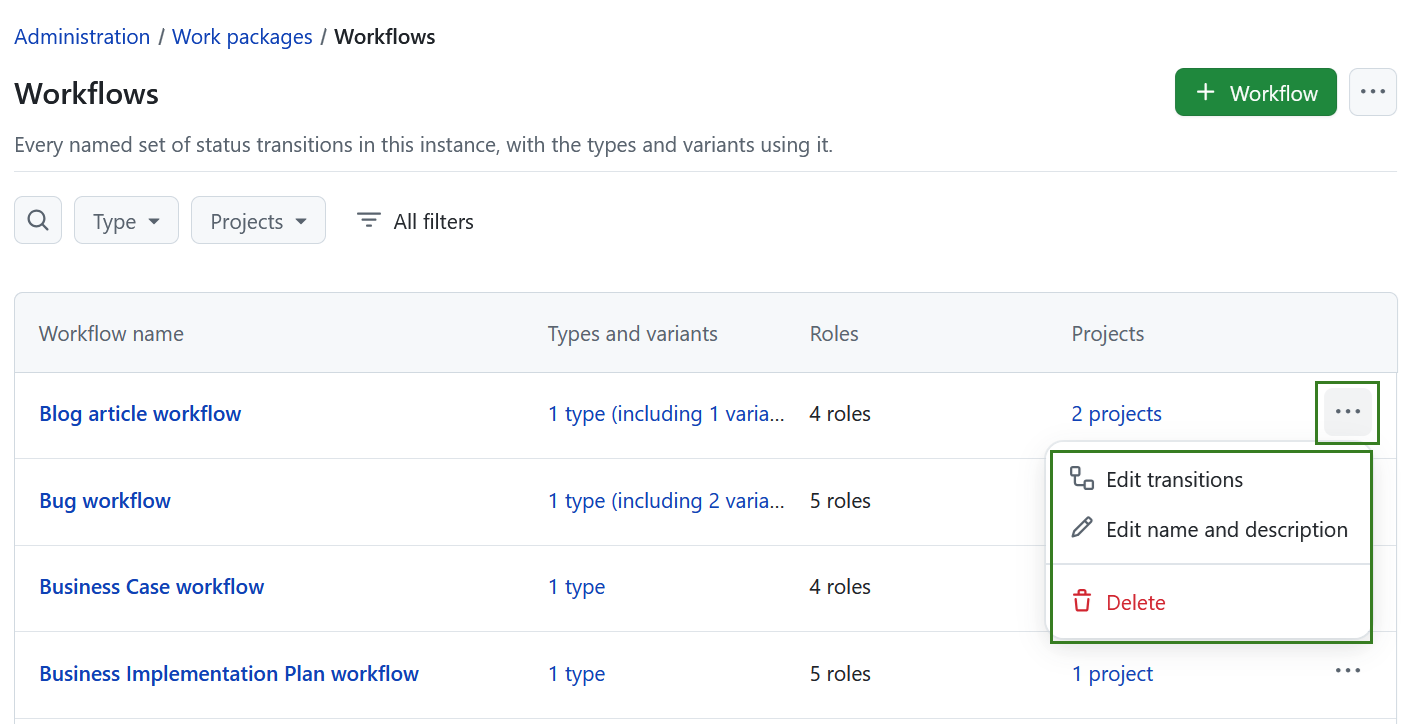 Administration / Work packages / Workflows
Workflows
+ Workflow
Every named set of status transitions in this instance, with the types and variants using it.
Type
Projects
All filters
Workflow name Types and variants Roles Projects
Blog article workflow 1 type (including 1 varia... 4 roles 2 projects
Edit transitions
Bug workflow 1 type (including 2 varia... 5 roles
Edit name and description
Business Case workflow 1 type 4 roles
Delete
Business Implementation Plan workflow 1 type 5 roles 1 project